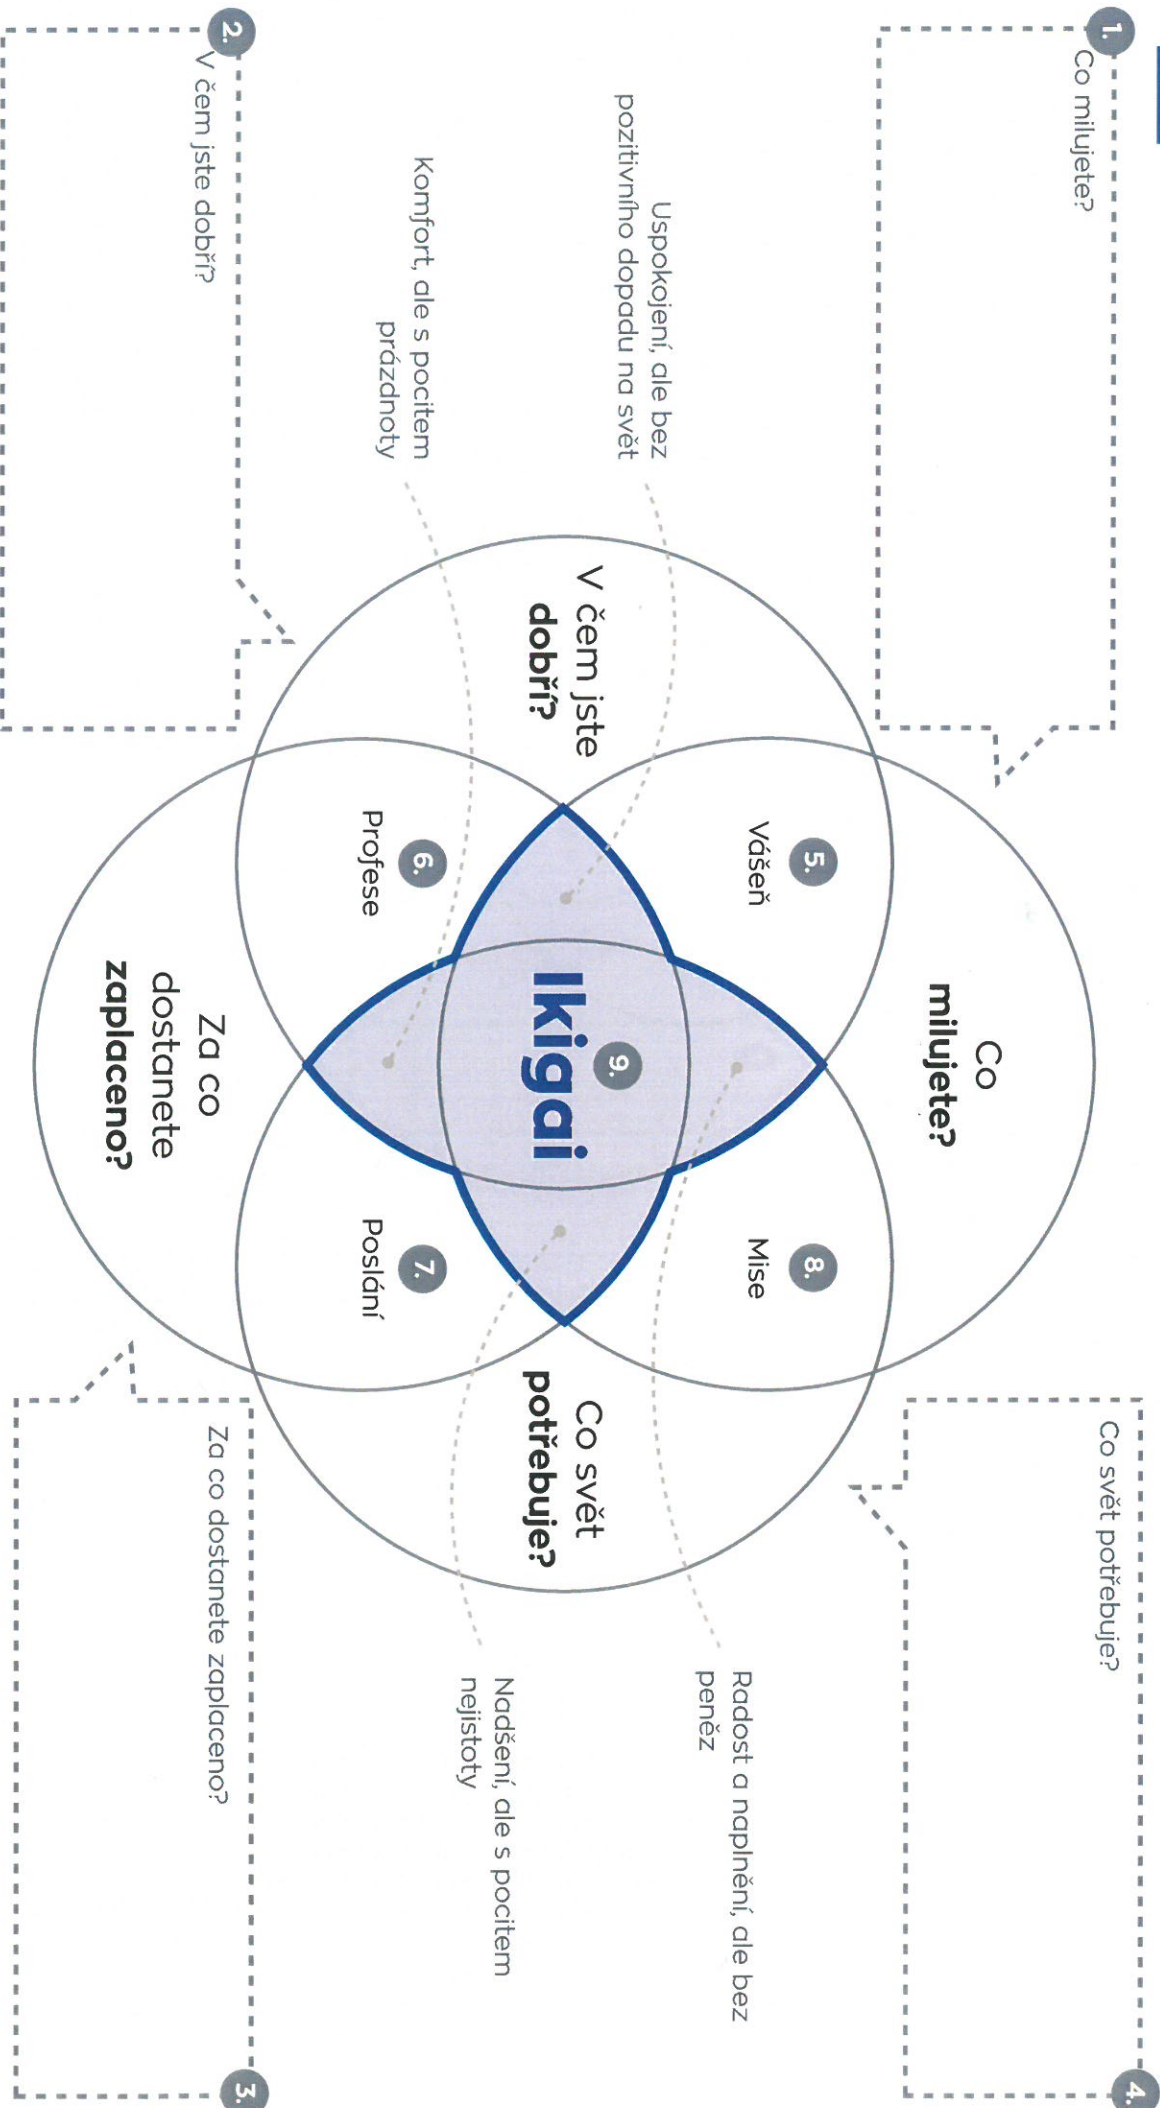 1.
Co milujete?
4.
Co svět potřebuje?
Co
milujete?
Uspokojení, ale bez
pozitivního dopadu na svět
Radost a naplnění, ale bez
peněz
5.
Vášeň
8.
Mise
V čem jste
dobří?
9.
Ikigai
Co svět
potřebuje?
Komfort, ale s pocitem
prázdnoty
Nadšení, ale s pocitem
nejistoty
6.
Profese
7.
Poslání
Za co
dostanete
zaplaceno?
2.
V čem jste dobří?
3.
Za co dostanete zaplaceno?